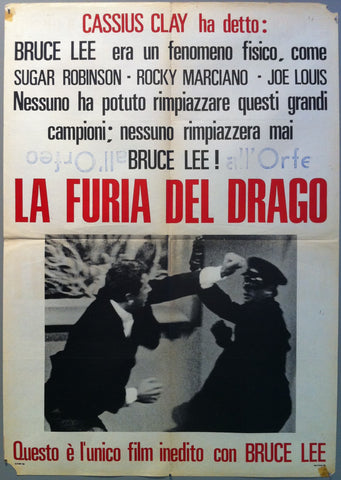 CASSIUS CLAY ha detto:
BRUCE LEE era un fenomeno fisico, come
SUGAR ROBINSON - ROCKY MARCIANO - JOE LOUIS
Nessuno ha potuto rimpiazzare questi grandi
campioni; nessuno rimpiazzera mai
all'Orfeo BRUCE LEE! all'Orfe
LA FURIA DEL DRAGO
Questo è l'unico film inedito con BRUCE LEE